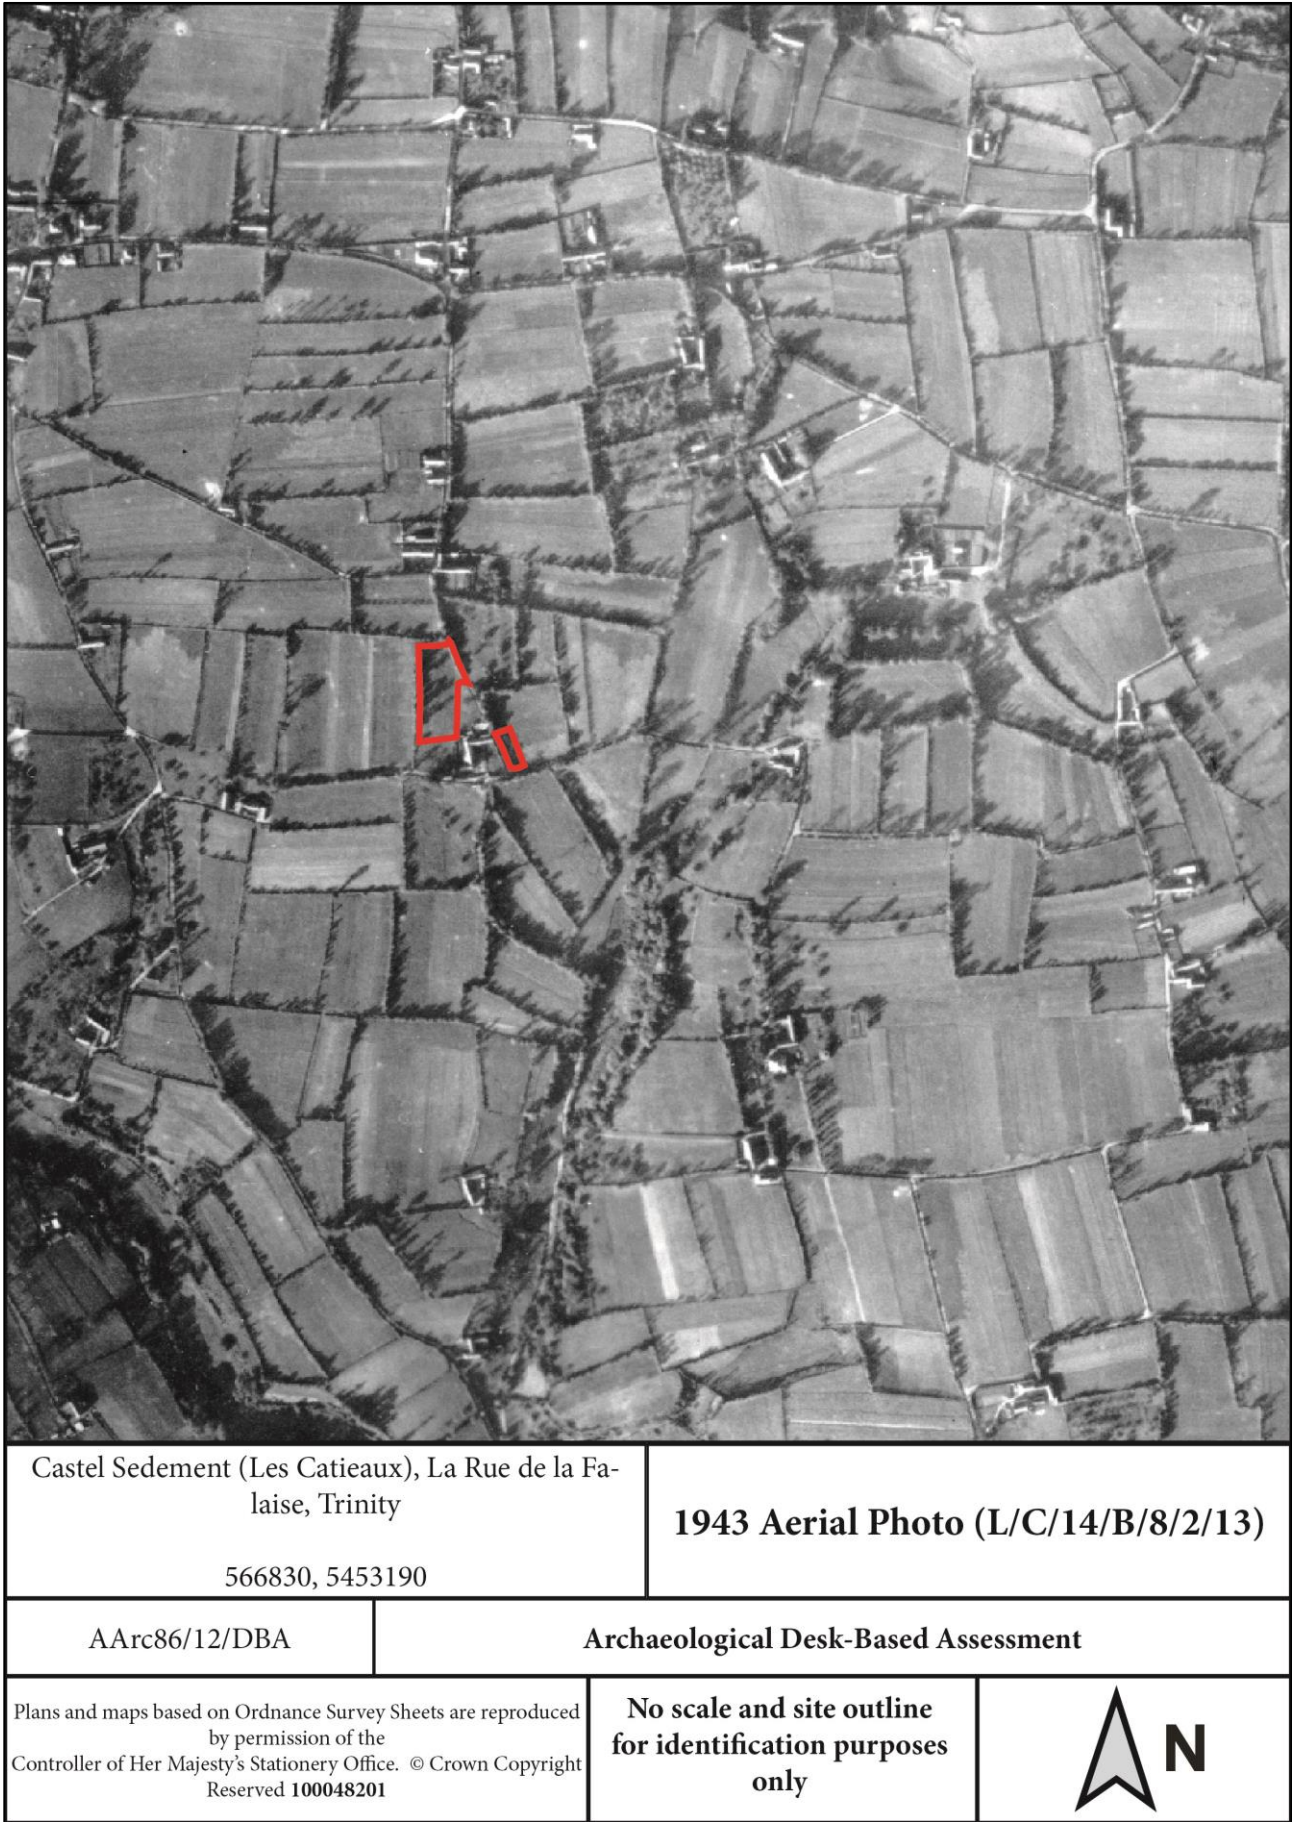 Castel Sedement (Les Catieaux), La Rue de la Fa-
laise, Trinity
566830, 5453190
1943 Aerial Photo (L/C/14/B/8/2/13)
AArc86/12/DBA
Archaeological Desk-Based Assessment
Plans and maps based on Ordnance Survey Sheets are reproduced
by permission of the
Controller of Her Majesty's Stationery Office. © Crown Copyright
Reserved 100048201
No scale and site outline
for identification purposes
only
N